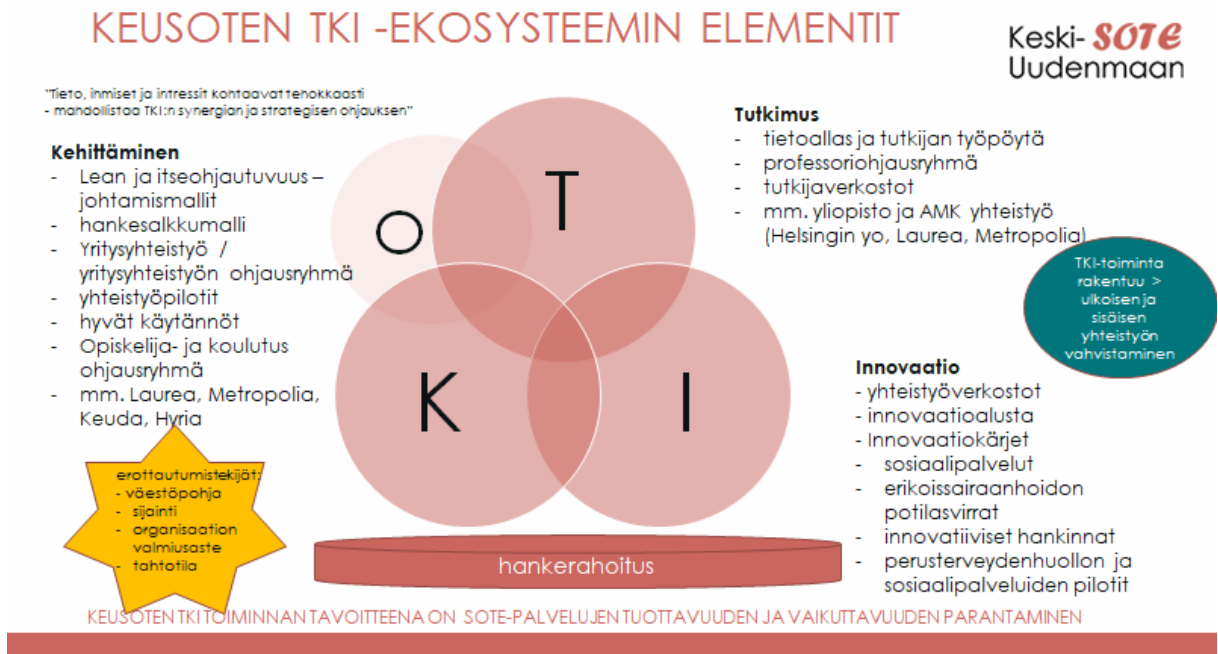 KEUSOTEN TKI -EKOSYSTEEMIN ELEMENTIT
Keski- SOTE
Uudenmaan
"Tieto, ihmiset ja intressit kohtaavat tehokkaasti
- mahdollistaa TKI:n synergian ja strategisen ohjauksen"
Kehittäminen
- Lean ja itseohjautuvuus –
johtamismallit
- hankesalkkumalli
- Yritysyhteistyö /
yritysyhteistyön ohjausryhmä
- yhteistyöpilotit
- hyvät käytännöt
- Opiskelija- ja koulutus
ohjausryhmä
- mm. Laurea, Metropolia,
Keuda, Hyria
O
T
K
I
Tutkimus
- tietoallas ja tutkijan työpöytä
- professoriohjausryhmä
- tutkijaverkostot
- mm. yliopisto ja AMK yhteistyö
(Helsingin yo, Laurea, Metropolia)
TKI-toiminta
rakentuu >
ulkoisen ja
sisäisen
yhteistyön
vahvistaminen
Innovaatio
- yhteistyöverkostot
- innovaatioalusta
- Innovaatiokärjet
- sosiaalipalvelut
- erikoissairaanhoidon
potilasvirrat
- innovatiiviset hankinnat
- perusterveydenhuollon ja
sosiaalipalveluiden pilotit
erottautumistekijät:
- väestöpohja
- sijainti
- organisaation
valmiusaste
- tahtotila
hankerahoitus
KEUSOTEN TKI TOIMINNAN TAVOITTEENA ON SOTE-PALVELUJEN TUOTTAVUUDEN JA VAIKUTTAVUUDEN PARANTAMINEN